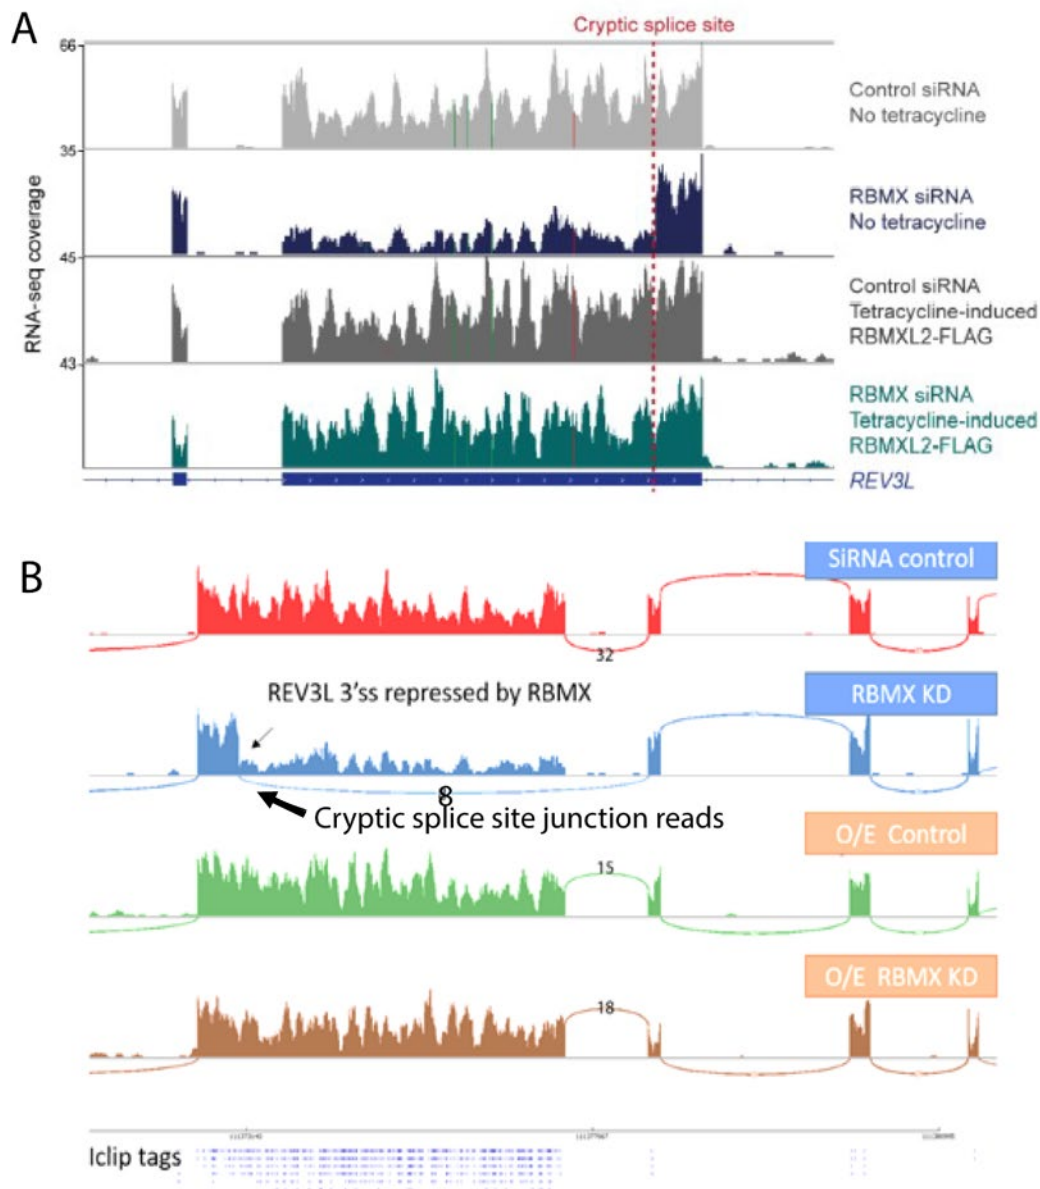 A
Cryptic splice site
66
Control siRNA
No tetracycline
35
RBMX siRNA
No tetracycline
45
Control siRNA
Tetracycline-induced
RBMXL2-FLAG
43
RBMX siRNA
Tetracycline-induced
RBMXL2-FLAG
REV3L
RNA-seq coverage
B
SiRNA control
32
RBMX KD
REV3L 3'ss repressed by RBMX
8
Cryptic splice site junction reads
O/E Control
15
O/E RBMX KD
18
Iclip tags